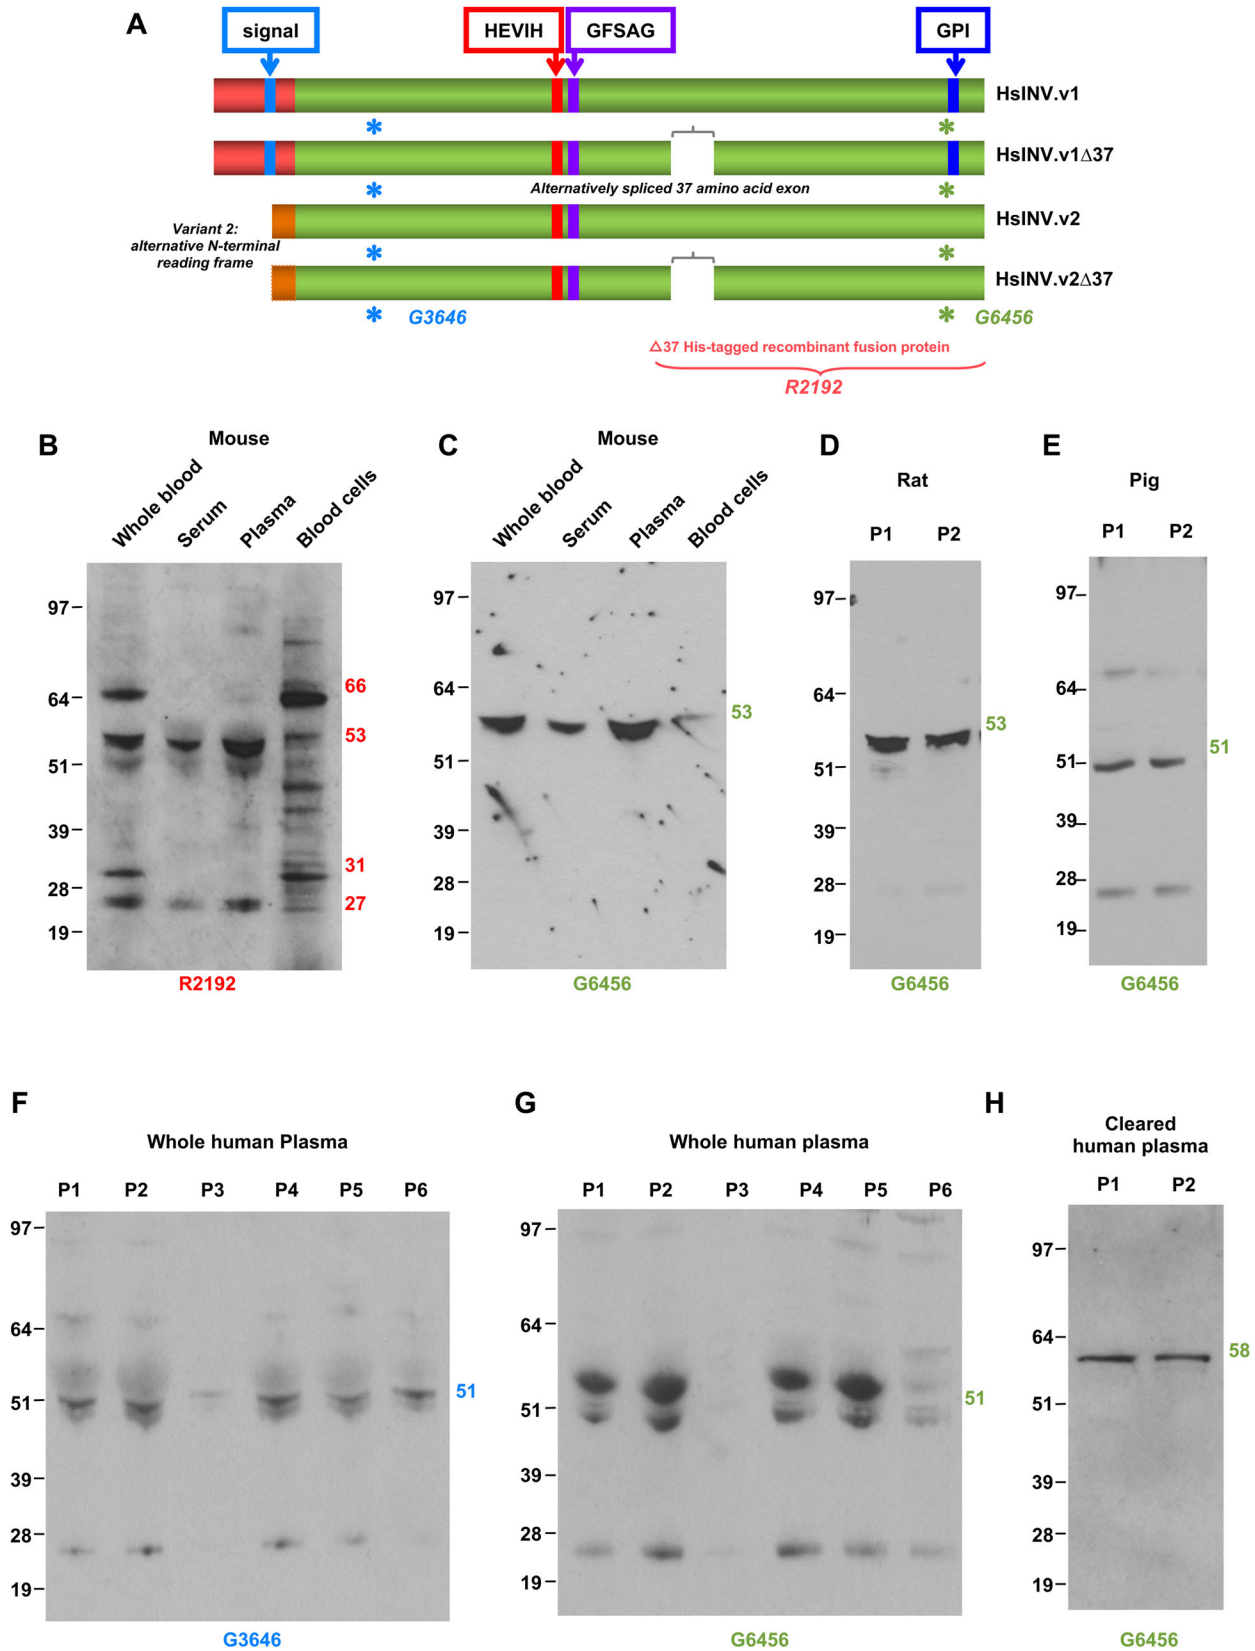 A
signal
HEVIH
GFSAG
GPI
HsINV.v1
*
*
HsINV.v1Δ37
*
Alternatively spliced 37 amino acid exon
*
Variant 2:
alternative N-terminal
reading frame
HsINV.v2
*
*
HsINV.v2Δ37
*
G3646
*
G6456
Δ37 His-tagged recombinant fusion protein
R2192
B
Mouse
Whole blood
Serum
Plasma
Blood cells
97
64
51
39
28
19
66
53
31
27
R2192
C
Mouse
Whole blood
Serum
Plasma
Blood cells
97
64
51
39
28
19
53
G6456
D
Rat
P1 P2
97
64
51
39
28
19
53
G6456
E
Pig
P1 P2
97
64
51
39
28
19
51
G6456
F
Whole human Plasma
P1 P2 P3 P4 P5 P6
97
64
51
39
28
19
51
G3646
G
Whole human plasma
P1 P2 P3 P4 P5 P6
97
64
51
39
28
19
51
G6456
H
Cleared
human plasma
P1 P2
97
64
51
39
28
19
58
G6456